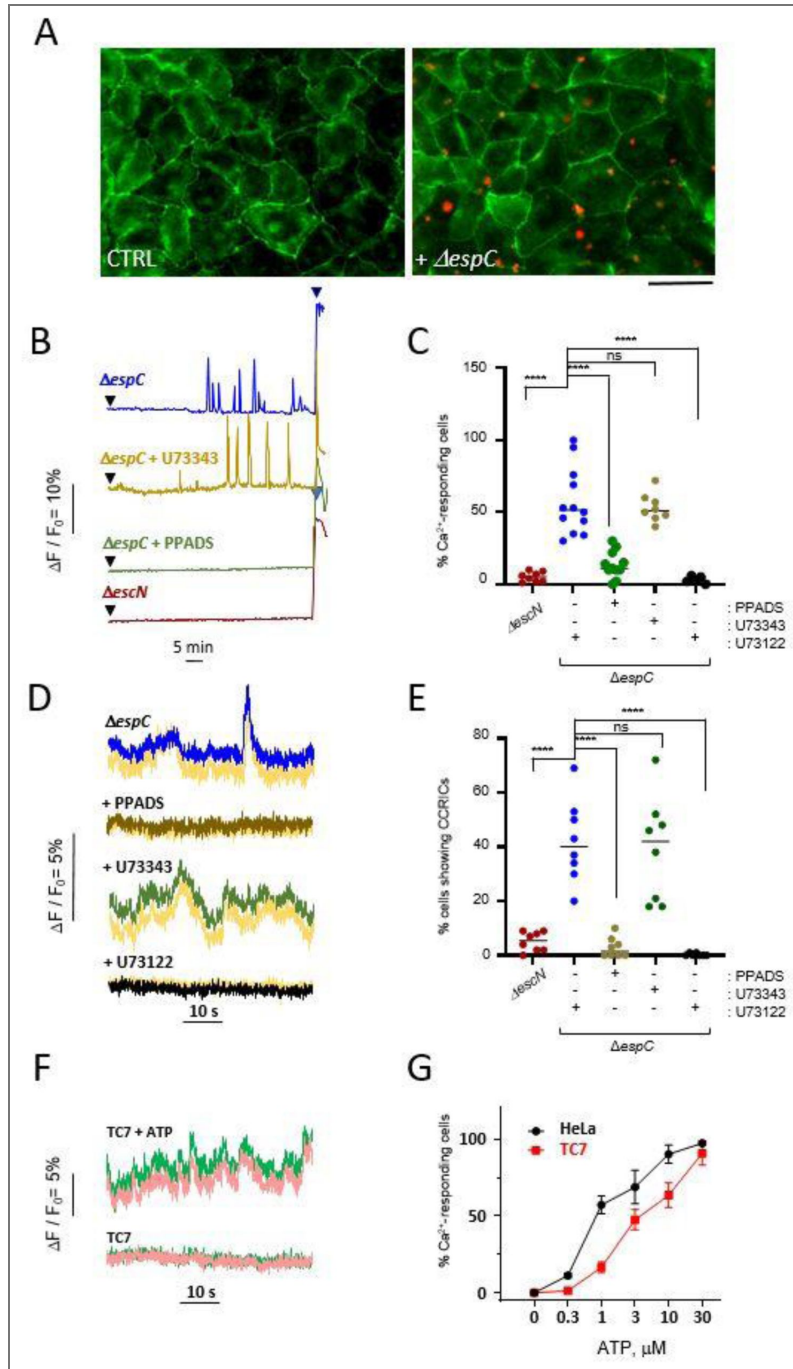 A
CTRL
+ ΔespC
B
ΔespC
ΔespC + U73343
ΔespC + PPADS
ΔescN
ΔF / F₀= 10%
5 min
C
% Ca²⁺-responding cells
150
100
50
0
****
ns
****
****
ΔescN
- + - - : PPADS
- - + - : U73343
+ - - + : U73122
ΔespC
D
ΔespC
+ PPADS
+ U73343
+ U73122
ΔF / F₀= 5%
10 s
E
% cells showing CCRICs
80
60
40
20
0
****
ns
****
****
ΔescN
- + - - : PPADS
- - + - : U73343
+ - - + : U73122
ΔespC
F
TC7 + ATP
TC7
ΔF / F₀= 5%
10 s
G
HeLa
TC7
% Ca²⁺-responding cells
100
50
0
0 0.3 1 3 10 30
ATP, μM